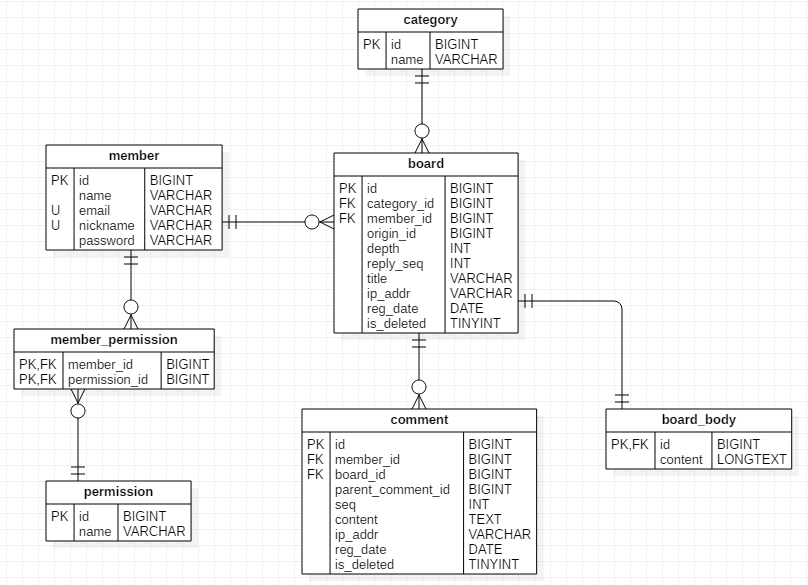 category
PK id BIGINT
name VARCHAR
member
PK id BIGINT
name VARCHAR
U email VARCHAR
U nickname VARCHAR
password VARCHAR
board
PK id BIGINT
FK category_id BIGINT
FK member_id BIGINT
origin_id BIGINT
depth INT
reply_seq INT
title VARCHAR
ip_addr VARCHAR
reg_date DATE
is_deleted TINYINT
member_permission
PK,FK member_id BIGINT
PK,FK permission_id BIGINT
comment
PK id BIGINT
FK member_id BIGINT
FK board_id BIGINT
parent_comment_id BIGINT
seq INT
content TEXT
ip_addr VARCHAR
reg_date DATE
is_deleted TINYINT
board_body
PK,FK id BIGINT
content LONGTEXT
permission
PK id BIGINT
name VARCHAR